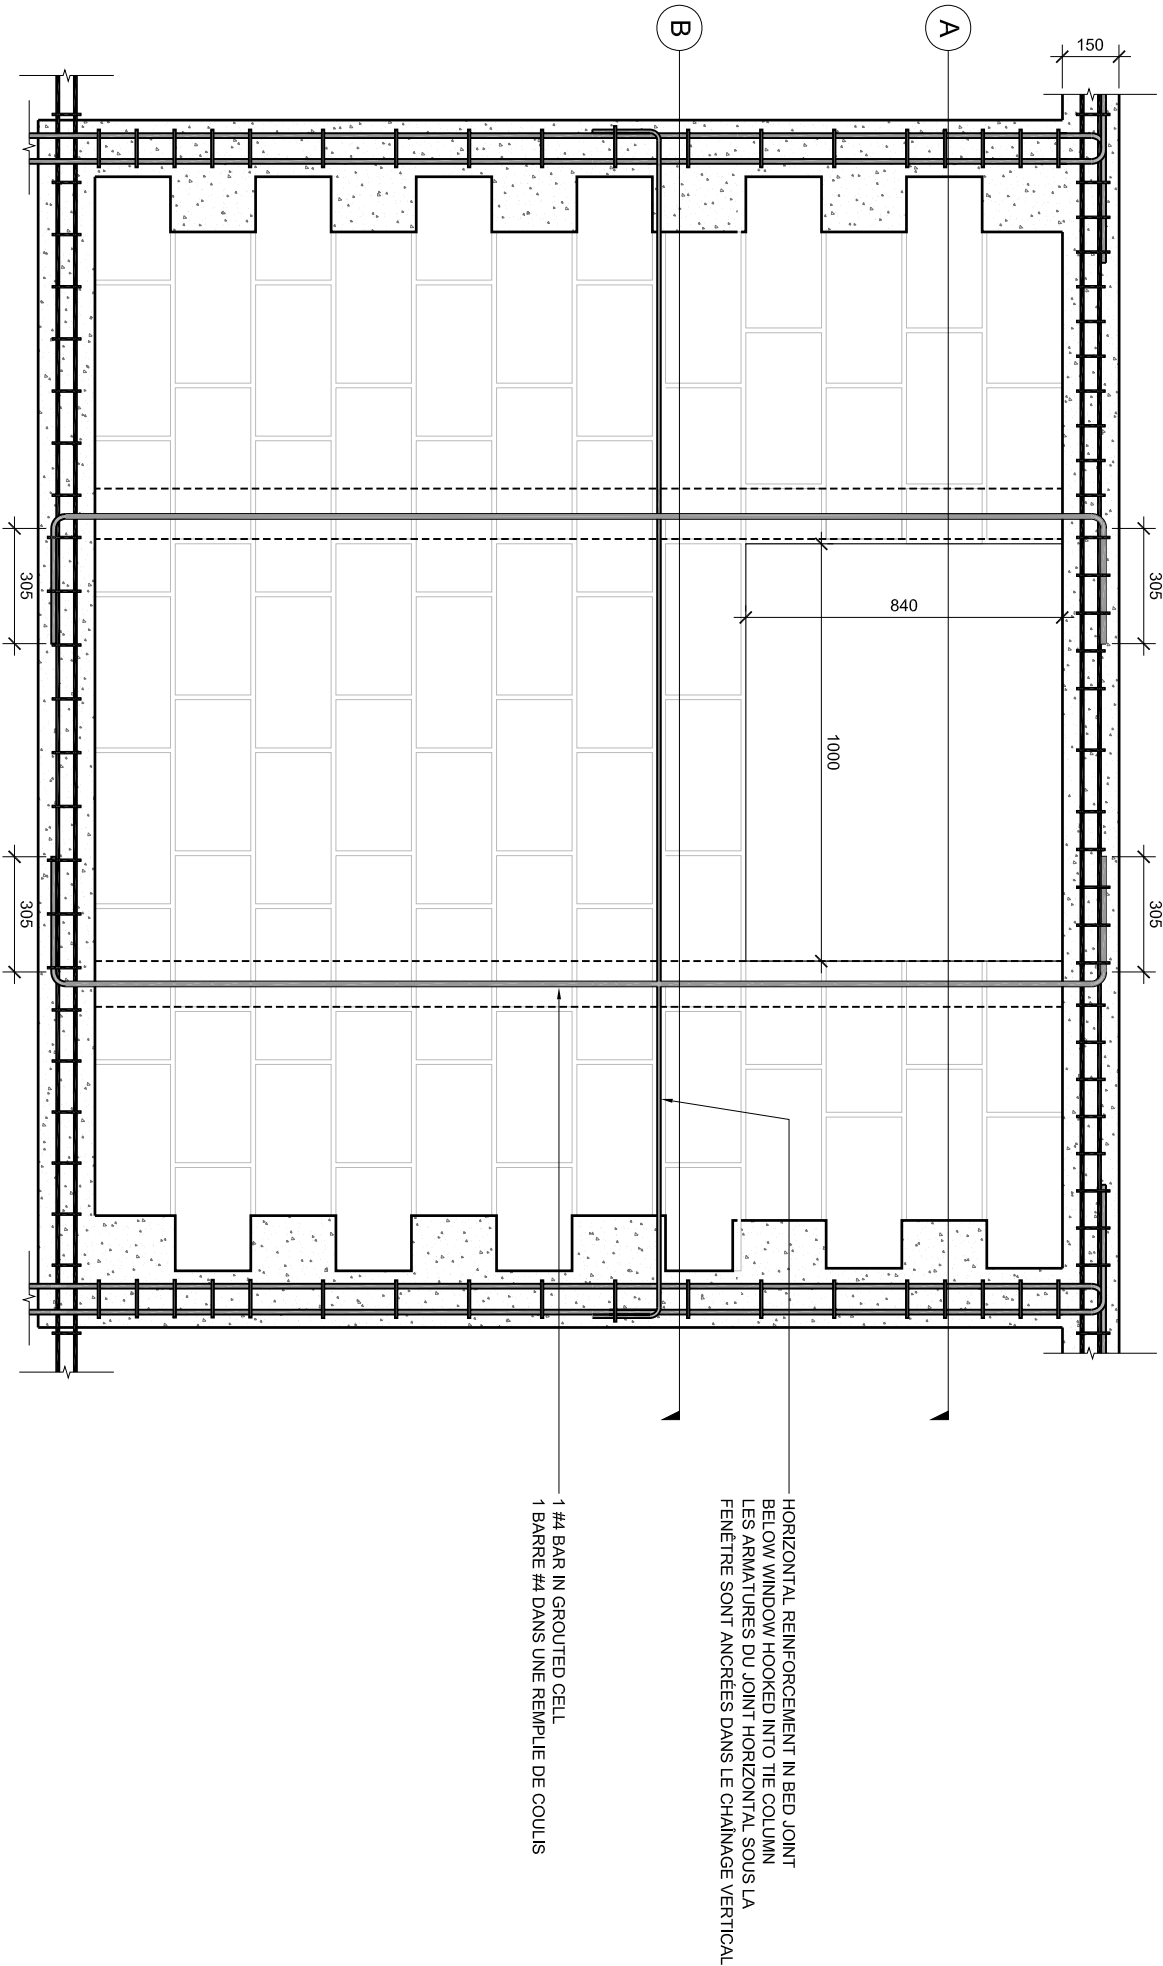 B
A
150
305
305
840
1000
305
305
HORIZONTAL REINFORCEMENT IN BED JOINT
BELOW WINDOW HOOKED INTO TIE COLUMN
LES ARMATURES DU JOINT HORIZONTAL SOUS LA
FENÊTRE SONT ANCRÉES DANS LE CHAÎNAGE VERTICAL
1 #4 BAR IN GROUTED CELL
1 BARRE #4 DANS UNE REMPLIE DE COULIS